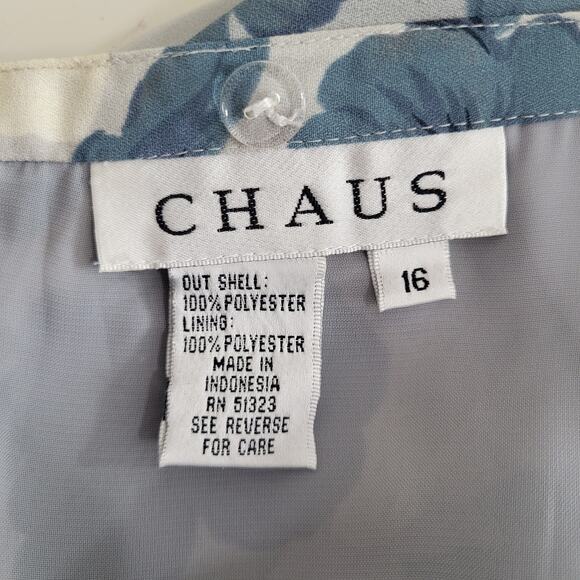 CHAUS
16
OUT SHELL:
100% POLYESTER
LINING:
100% POLYESTER
MADE IN
INDONESIA
RN 51323
SEE REVERSE
FOR CARE